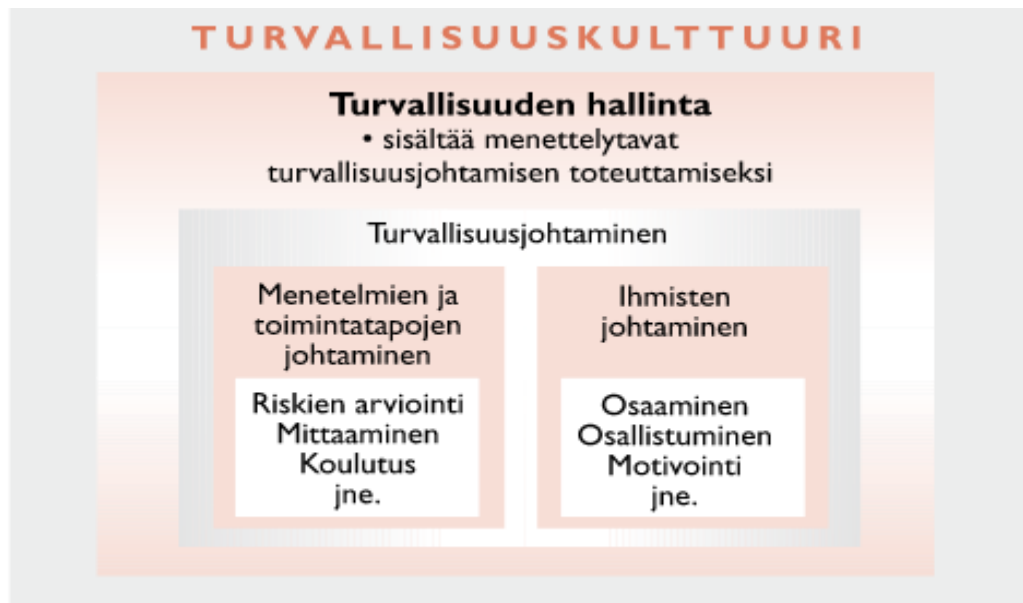 TURVALLISUUSKULTTUURI
Turvallisuuden hallinta
• sisältää menettelytavat
turvallisuusjohtamisen toteuttamiseksi
Turvallisuusjohtaminen
Menetelmien ja
toimintatapojen
johtaminen
Riskien arviointi
Mittaaminen
Koulutus
jne.
Ihmisten
johtaminen
Osaaminen
Osallistuminen
Motivointi
jne.